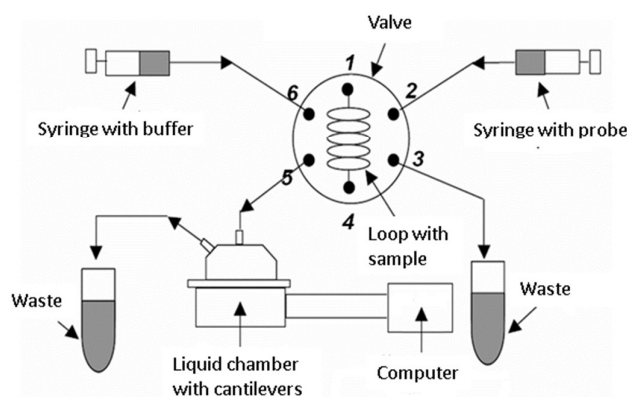 Valve
1
6
2
Syringe with buffer
Syringe with probe
5
3
4
Loop with
sample
Waste
Waste
Liquid chamber
with cantilevers
Computer